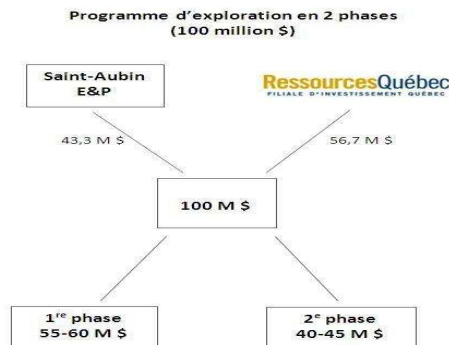 Programme d’exploration en 2 phases
(100 million $)
Saint-Aubin
E&P
RessourcesQuébec
FILIALE D'INVESTISSEMENT QUÉBEC
43,3 M $
56,7 M $
100 M $
1re phase
55-60 M $
2e phase
40-45 M $